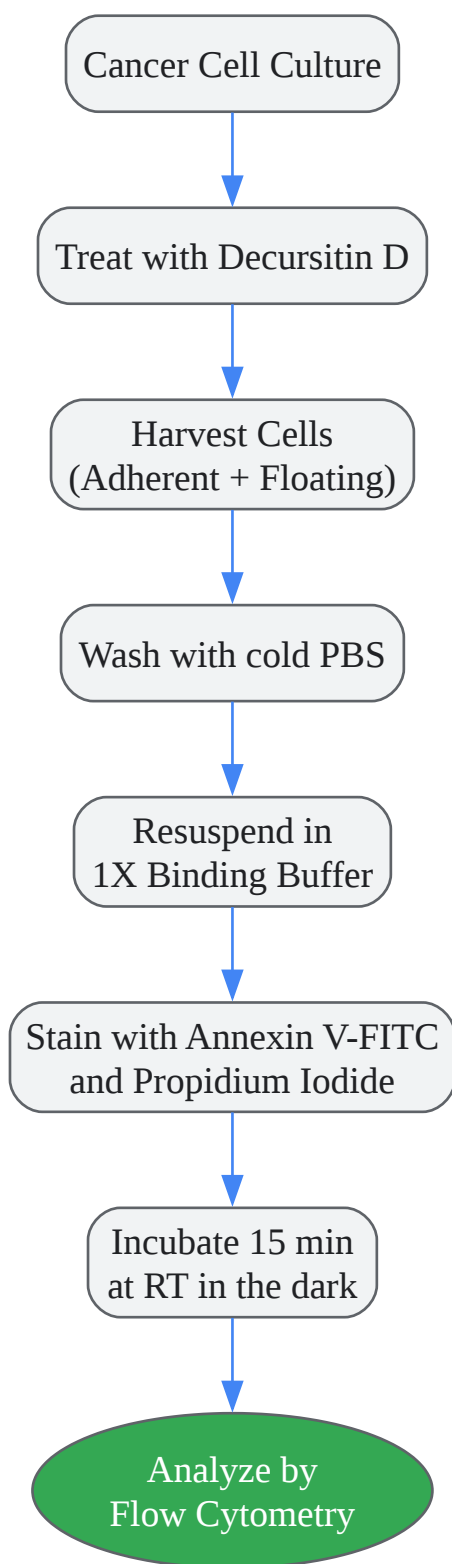 Cancer Cell Culture
Treat with Decursitin D
Harvest Cells
(Adherent + Floating)
Wash with cold PBS
Resuspend in
1X Binding Buffer
Stain with Annexin V-FITC
and Propidium Iodide
Incubate 15 min
at RT in the dark
Analyze by
Flow Cytometry